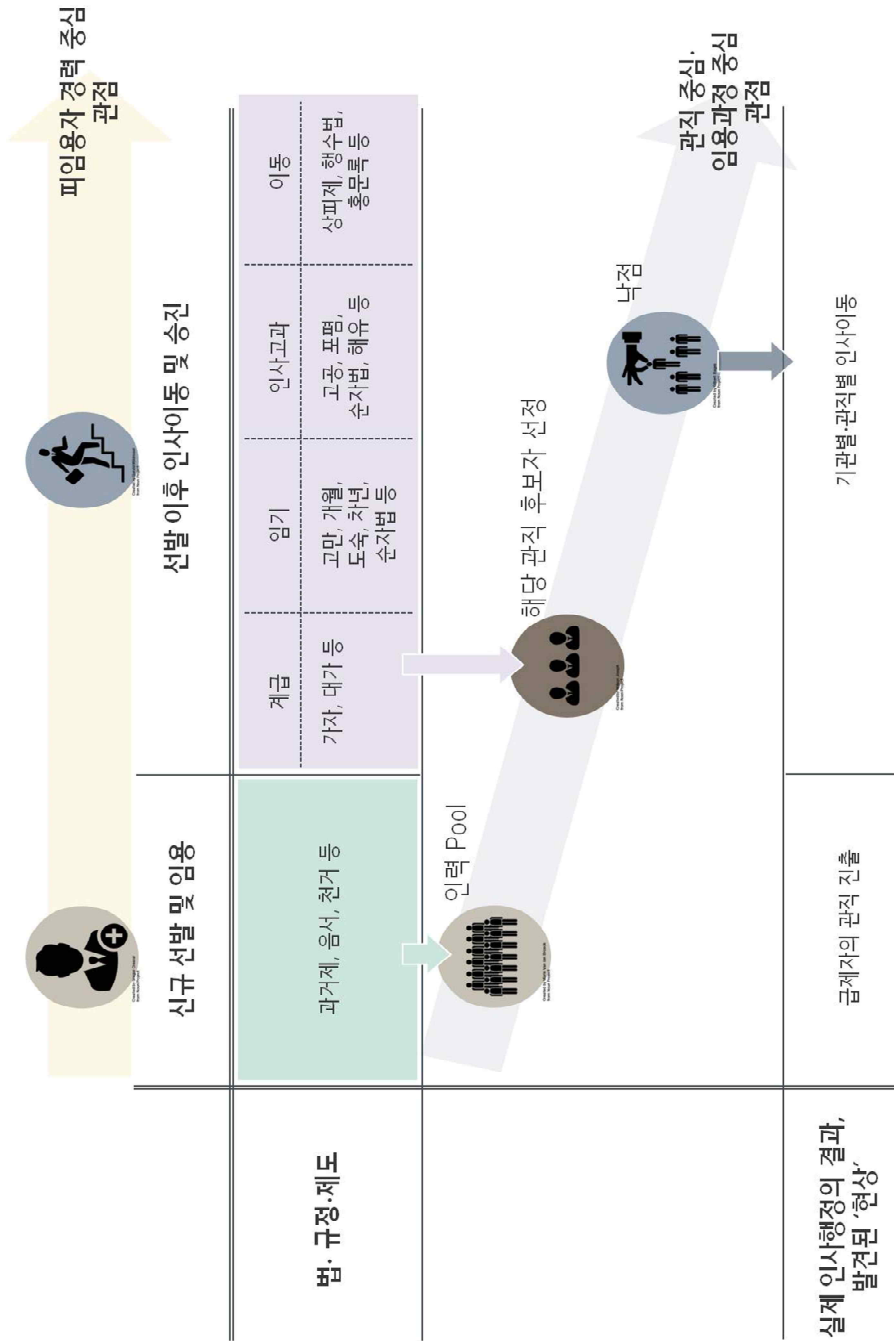 피임용자 경력 중심
관점
신규 선발 및 임용
선발 이후 인사이동 및 승진
법· 규정·제도
과거제, 음서, 천거 등
계급
임기
인사고과
이동
가자, 대가 등
고만, 개월,
도숙, 차년,
순자법 등
고공, 포폄,
순자법, 해유 등
상피제, 행수법,
홍문록 등
인력 Pool
해당 관직 후보자 선정
낙점
관직 중심·
임용과정 중심
관점
실제 인사행정의 결과,
발견된 ‘현상’
급제자의 관직 진출
기관별·관직별 인사이동